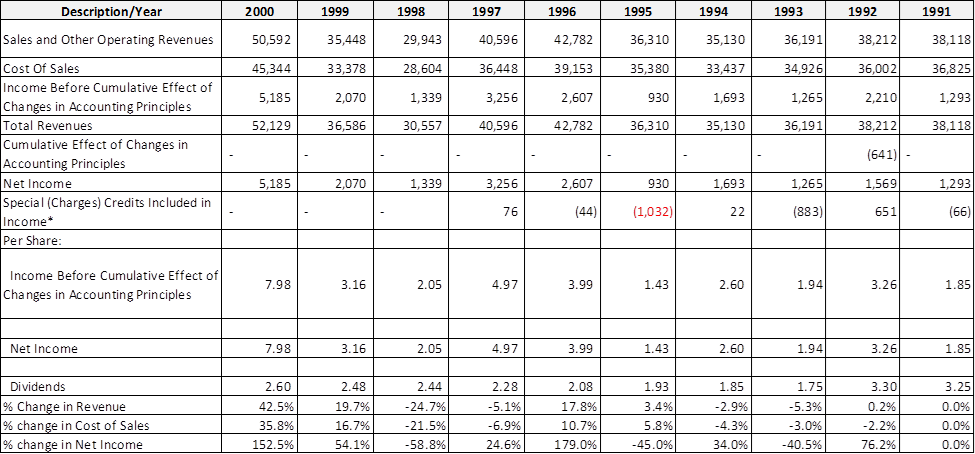 Description/Year 2000 1999 1998 1997 1996 1995 1994 1993 1992 1991
Sales and Other Operating Revenues 50,592 35,448 29,943 40,596 42,782 36,310 35,130 36,191 38,212 38,118
Cost Of Sales 45,344 33,378 28,604 36,448 39,153 35,380 33,437 34,926 36,002 36,825
Income Before Cumulative Effect of
Changes in Accounting Principles 5,185 2,070 1,339 3,256 2,607 930 1,693 1,265 2,210 1,293
Total Revenues 52,129 36,586 30,557 40,596 42,782 36,310 35,130 36,191 38,212 38,118
Cumulative Effect of Changes in
Accounting Principles - - - - - - - - (641) -
Net Income 5,185 2,070 1,339 3,256 2,607 930 1,693 1,265 1,569 1,293
Special (Charges) Credits Included in
Income* - - - 76 (44) (1,032) 22 (883) 651 (66)
Per Share:
Income Before Cumulative Effect of
Changes in Accounting Principles 7.98 3.16 2.05 4.97 3.99 1.43 2.60 1.94 3.26 1.85
Net Income 7.98 3.16 2.05 4.97 3.99 1.43 2.60 1.94 3.26 1.85
Dividends 2.60 2.48 2.44 2.28 2.08 1.93 1.85 1.75 3.30 3.25
% Change in Revenue 42.5% 19.7% -24.7% -5.1% 17.8% 3.4% -2.9% -5.3% 0.2% 0.0%
% change in Cost of Sales 35.8% 16.7% -21.5% -6.9% 10.7% 5.8% -4.3% -3.0% -2.2% 0.0%
% change in Net Income 152.5% 54.1% -58.8% 24.6% 179.0% -45.0% 34.0% -40.5% 76.2% 0.0%